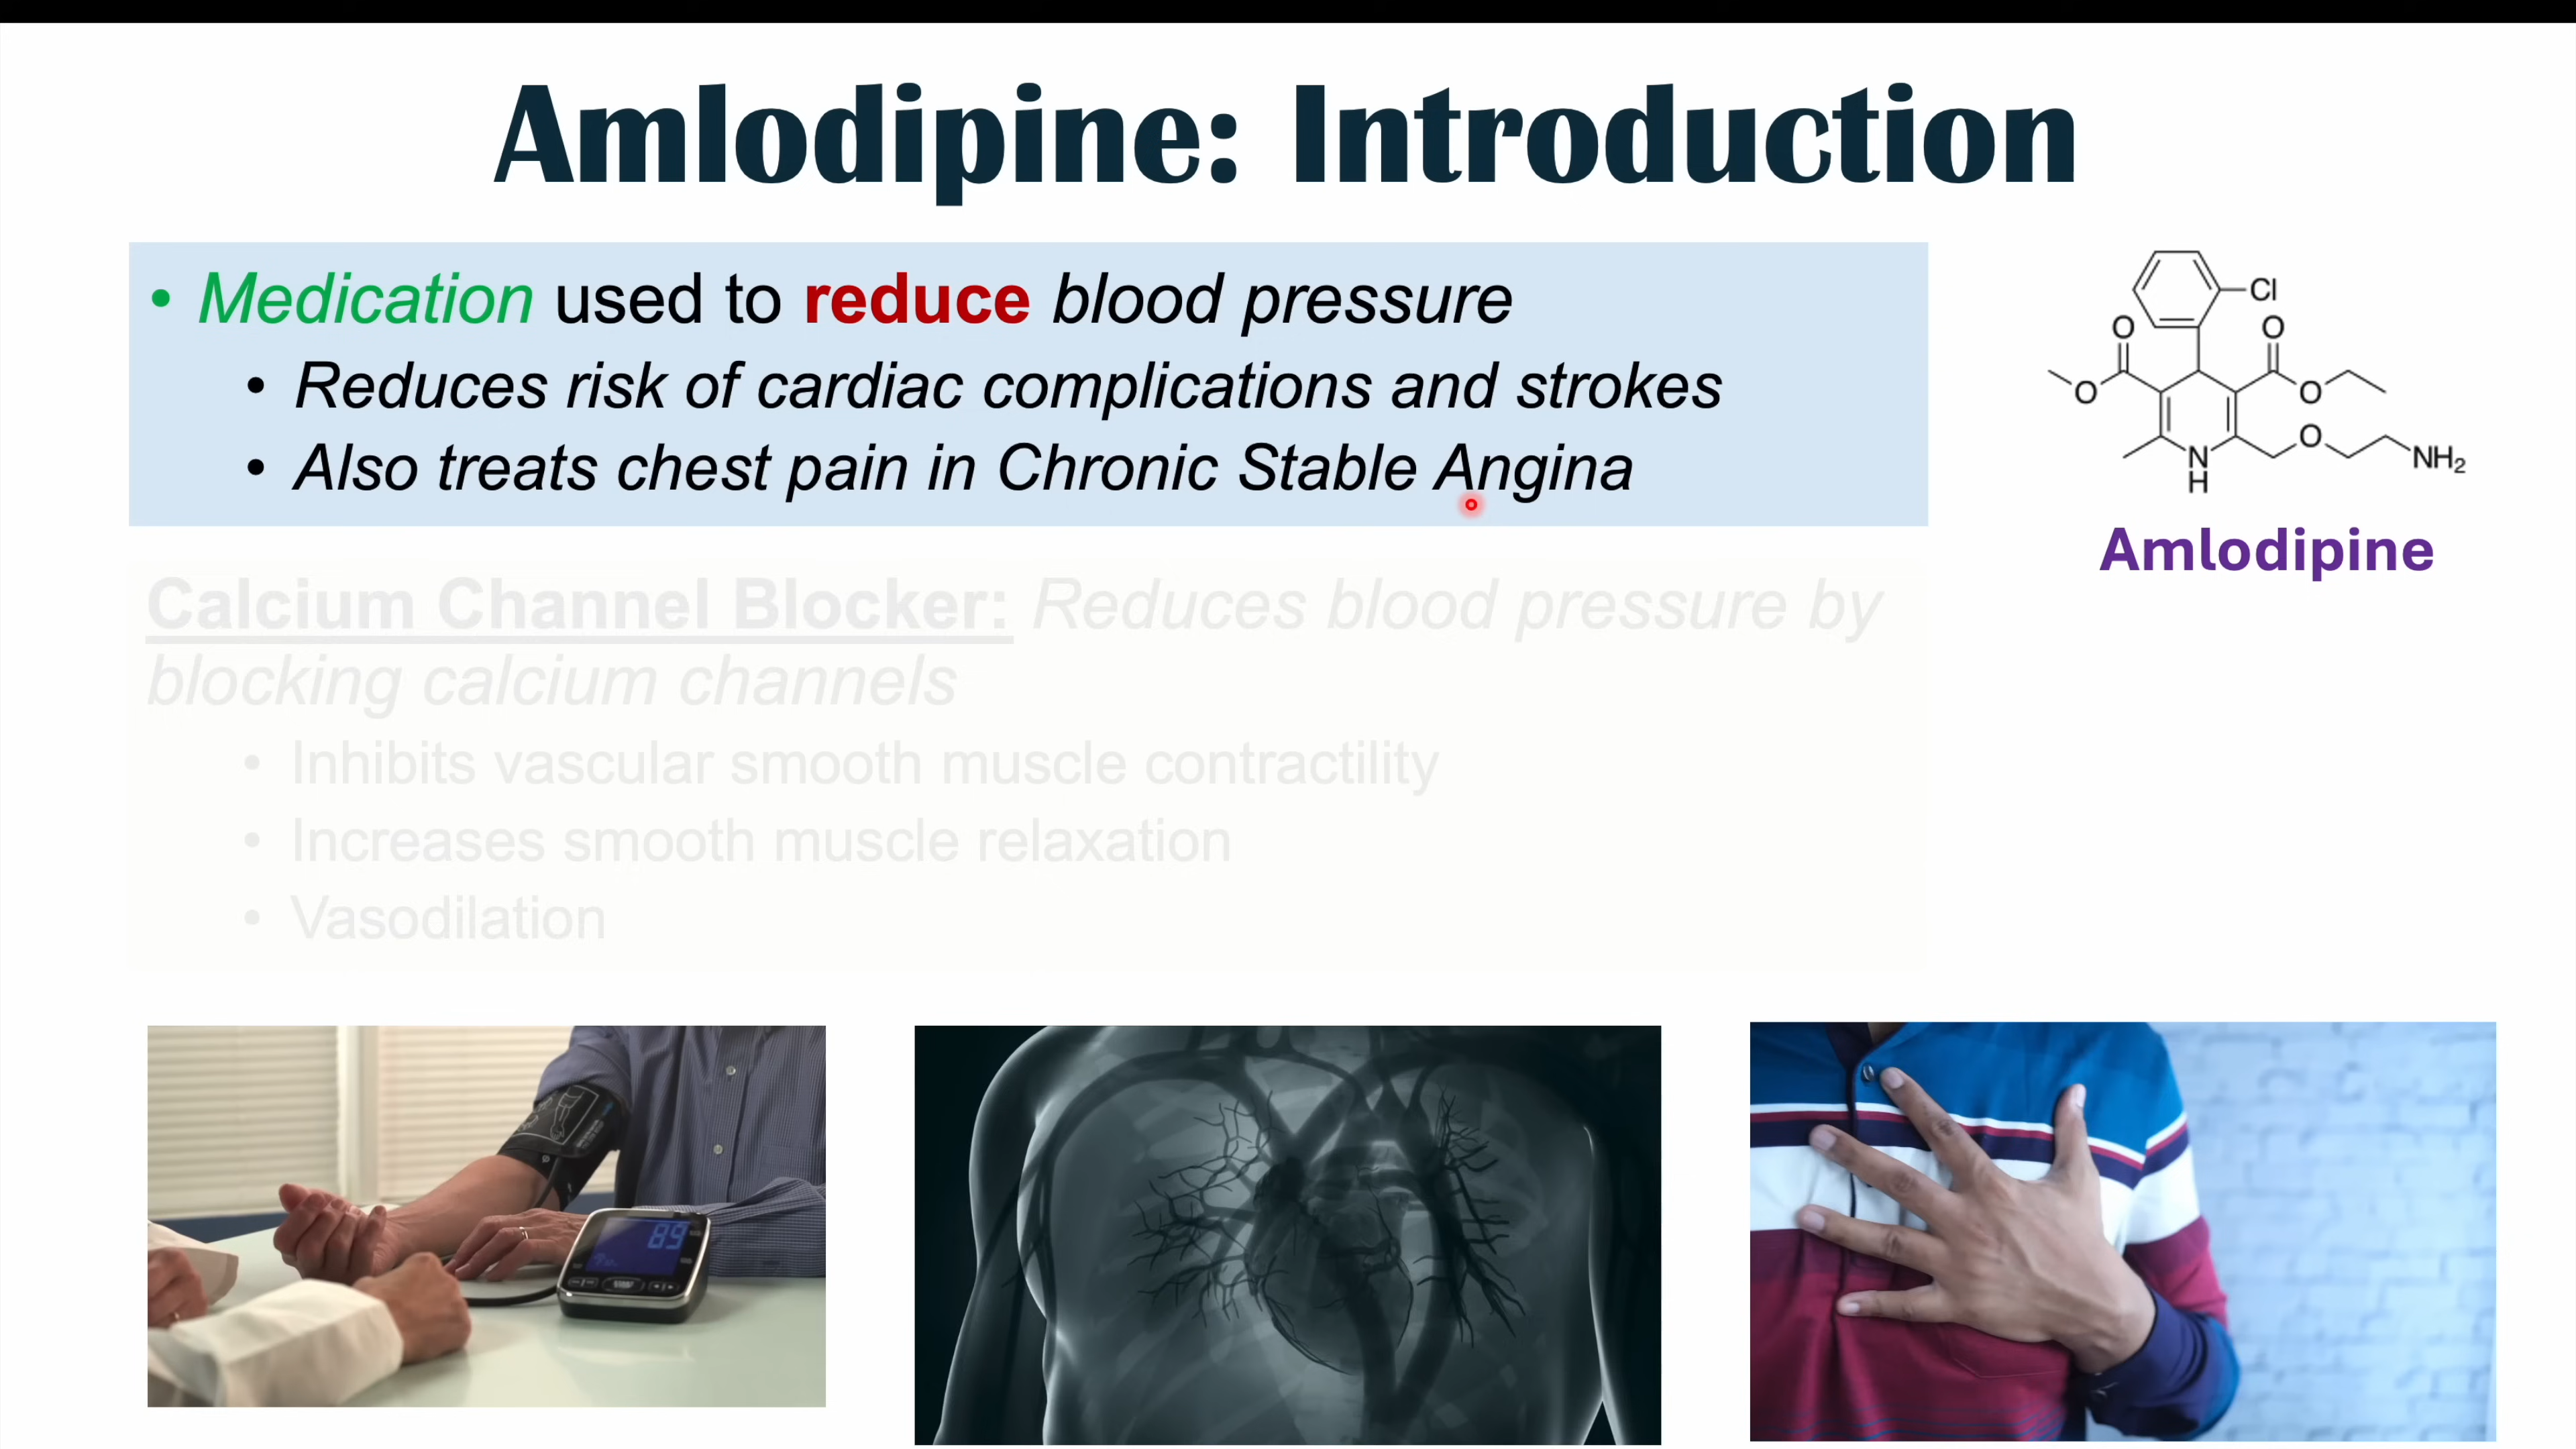 Amlodipine: Introduction
• Medication used to reduce blood pressure
• Reduces risk of cardiac complications and strokes
• Also treats chest pain in Chronic Stable Angina
Cl
O
O
O
O
O
N
H
NH₂
Amlodipine
Calcium Channel Blocker: Reduces blood pressure by
blocking calcium channels
• Inhibits vascular smooth muscle contractility
• Increases smooth muscle relaxation
• Vasodilation
89